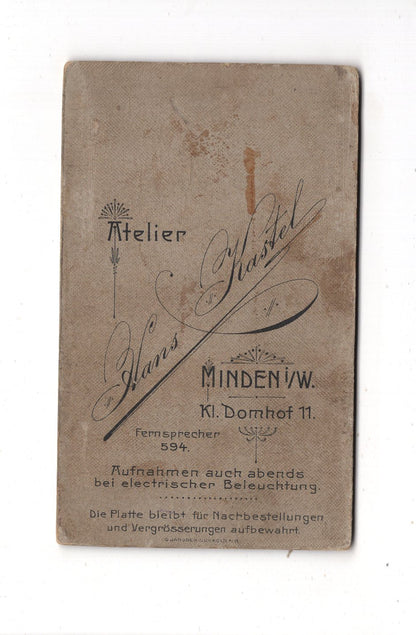 Atelier
Hans Kastel
MINDEN i/W.
Kl. Domhof 11.
Fernsprecher
594.
Aufnahmen auch abends
bei electrischer Beleuchtung.
Die Platte bleibt für Nachbestellungen
und Vergrösserungen aufbewahrt.